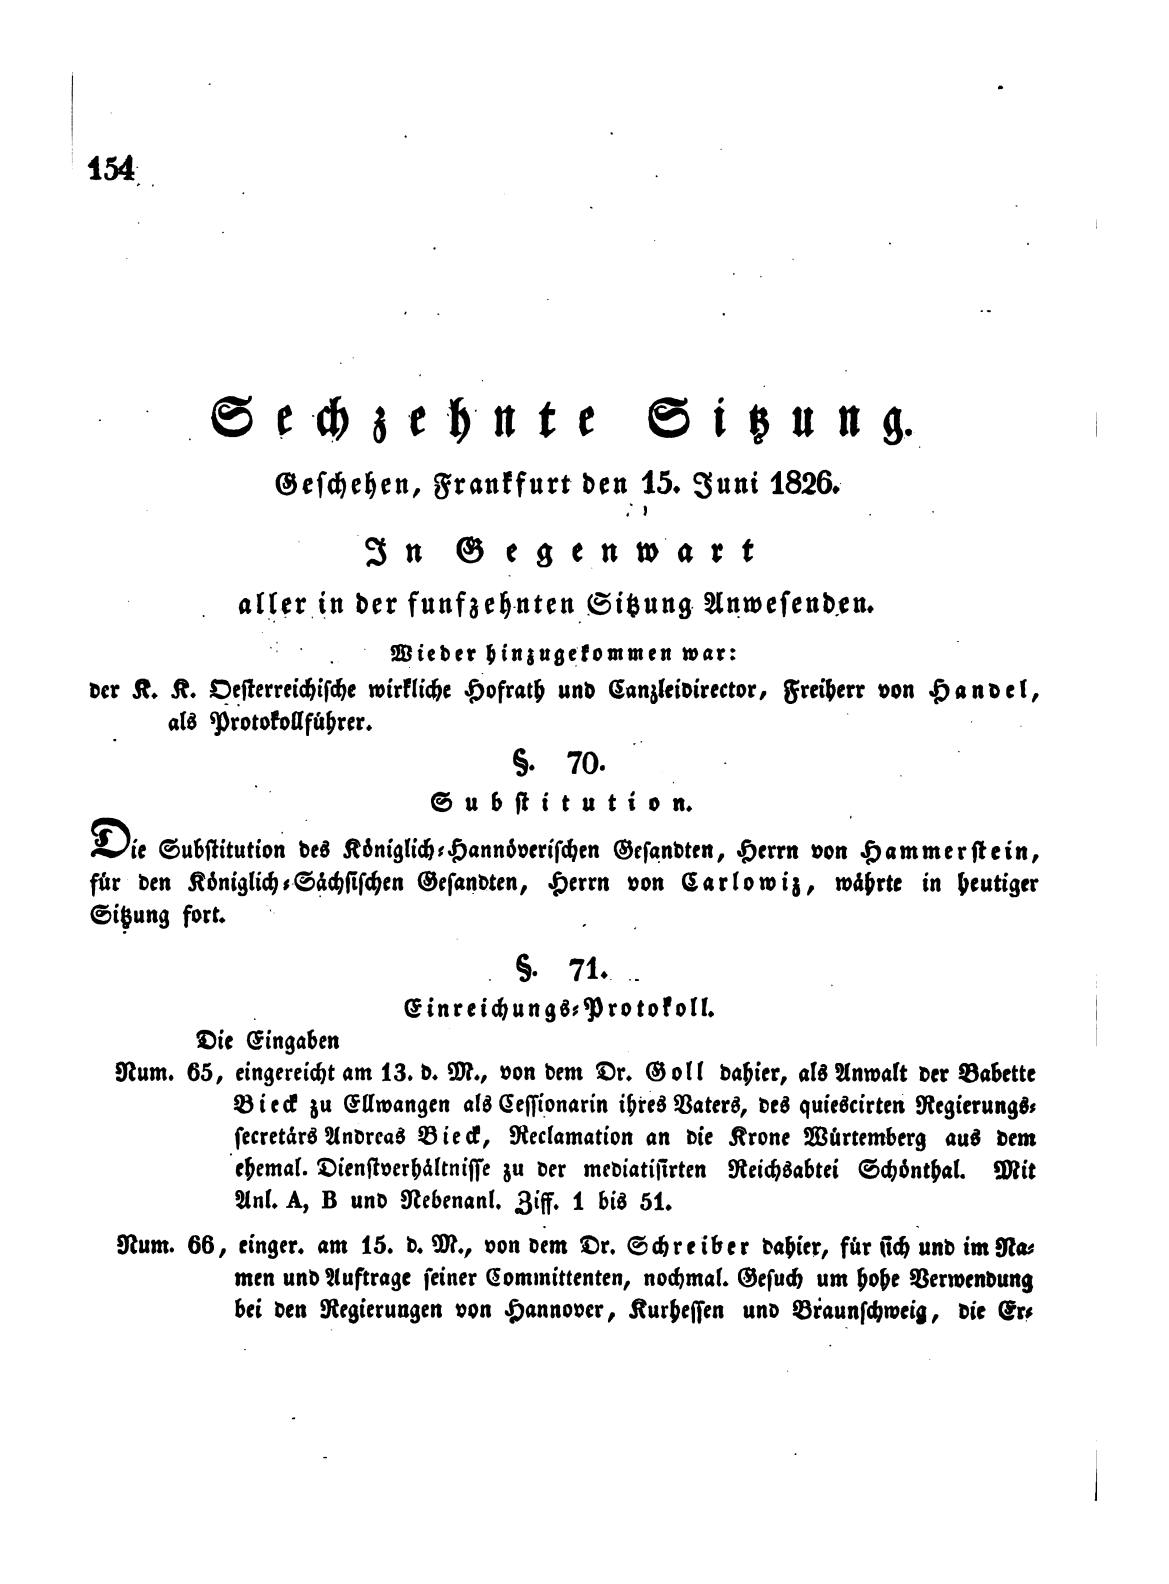 154
Sechzehnte Sitzung.
Geschehen, Frankfurt den 15. Juni 1826.
In Gegenwart
aller in der funfzehnten Sitzung Anwesenden.
Wieder hinzugekommen war:
der K. K. Oesterreichische wirkliche Hofrath und Canzleidirector, Freiherr von Handel,
als Protokollführer.
§. 70.
Substitution.
Die Substitution des Königlich-Hannöverischen Gesandten, Herrn von Hammerstein,
für den Königlich-Sächsischen Gesandten, Herrn von Carlowiz, währte in heutiger
Sitzung fort.
§. 71.
Einreichungs-Protokoll.
Die Eingaben
Num. 65, eingereicht am 13. d. M., von dem Dr. Goll dahier, als Anwalt der Babette
Bieck zu Ellwangen als Cessionarin ihres Vaters, des quiescirten Regierungs-
secretärs Andreas Bieck, Reclamation an die Krone Würtemberg aus dem
ehemal. Dienstverhältnisse zu der mediatisirten Reichsabtei Schönthal. Mit
Anl. A, B und Nebenanl. Ziff. 1 bis 51.
Num. 66, einger. am 15. d. M., von dem Dr. Schreiber dahier, für sich und im Na-
men und Auftrage seiner Committenten, nochmal. Gesuch um hohe Verwendung
bei den Regierungen von Hannover, Kurhessen und Braunschweig, die Er-